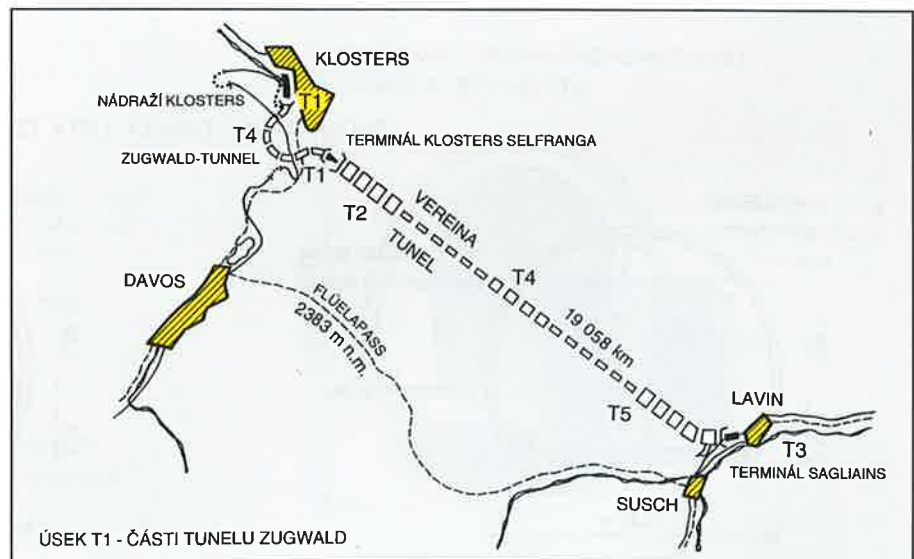 KLOSTERS
NÁDRAŽÍ KLOSTERS
T1
T4
TERMINÁL KLOSTERS SELFRANGA
ZUGWALD-TUNNEL
T1
T2
VEREINA
TUNEL
T4
DAVOS
FLÜELAPASS
2383 m n.m.
19 058 km
T5
LAVIN
T3
TERMINÁL SAGLIAINS
SUSCH
ÚSEK T1 - ČÁSTI TUNELU ZUGWALD